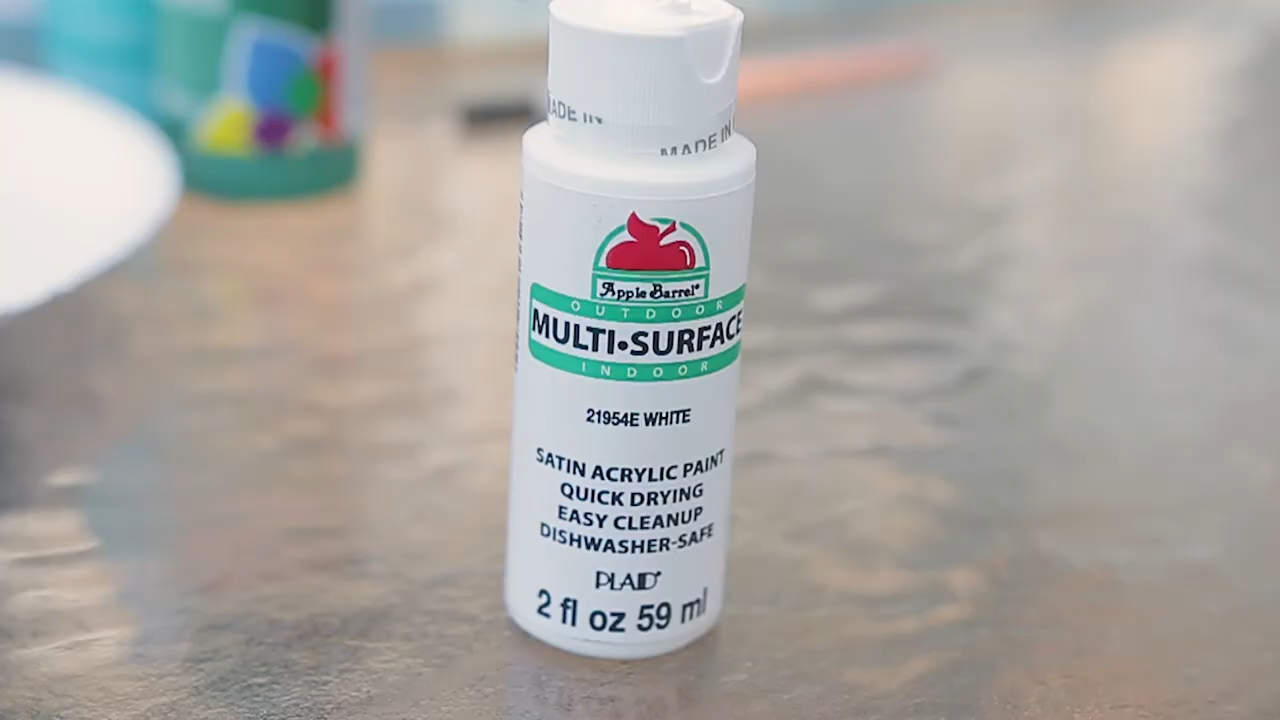 MADE IN
MADE IN
Apple Barrel®
OUTDOOR
MULTI•SURFACE
INDOOR
21954E WHITE
SATIN ACRYLIC PAINT
QUICK DRYING
EASY CLEANUP
DISHWASHER-SAFE
PLAID®
2 fl oz 59 ml